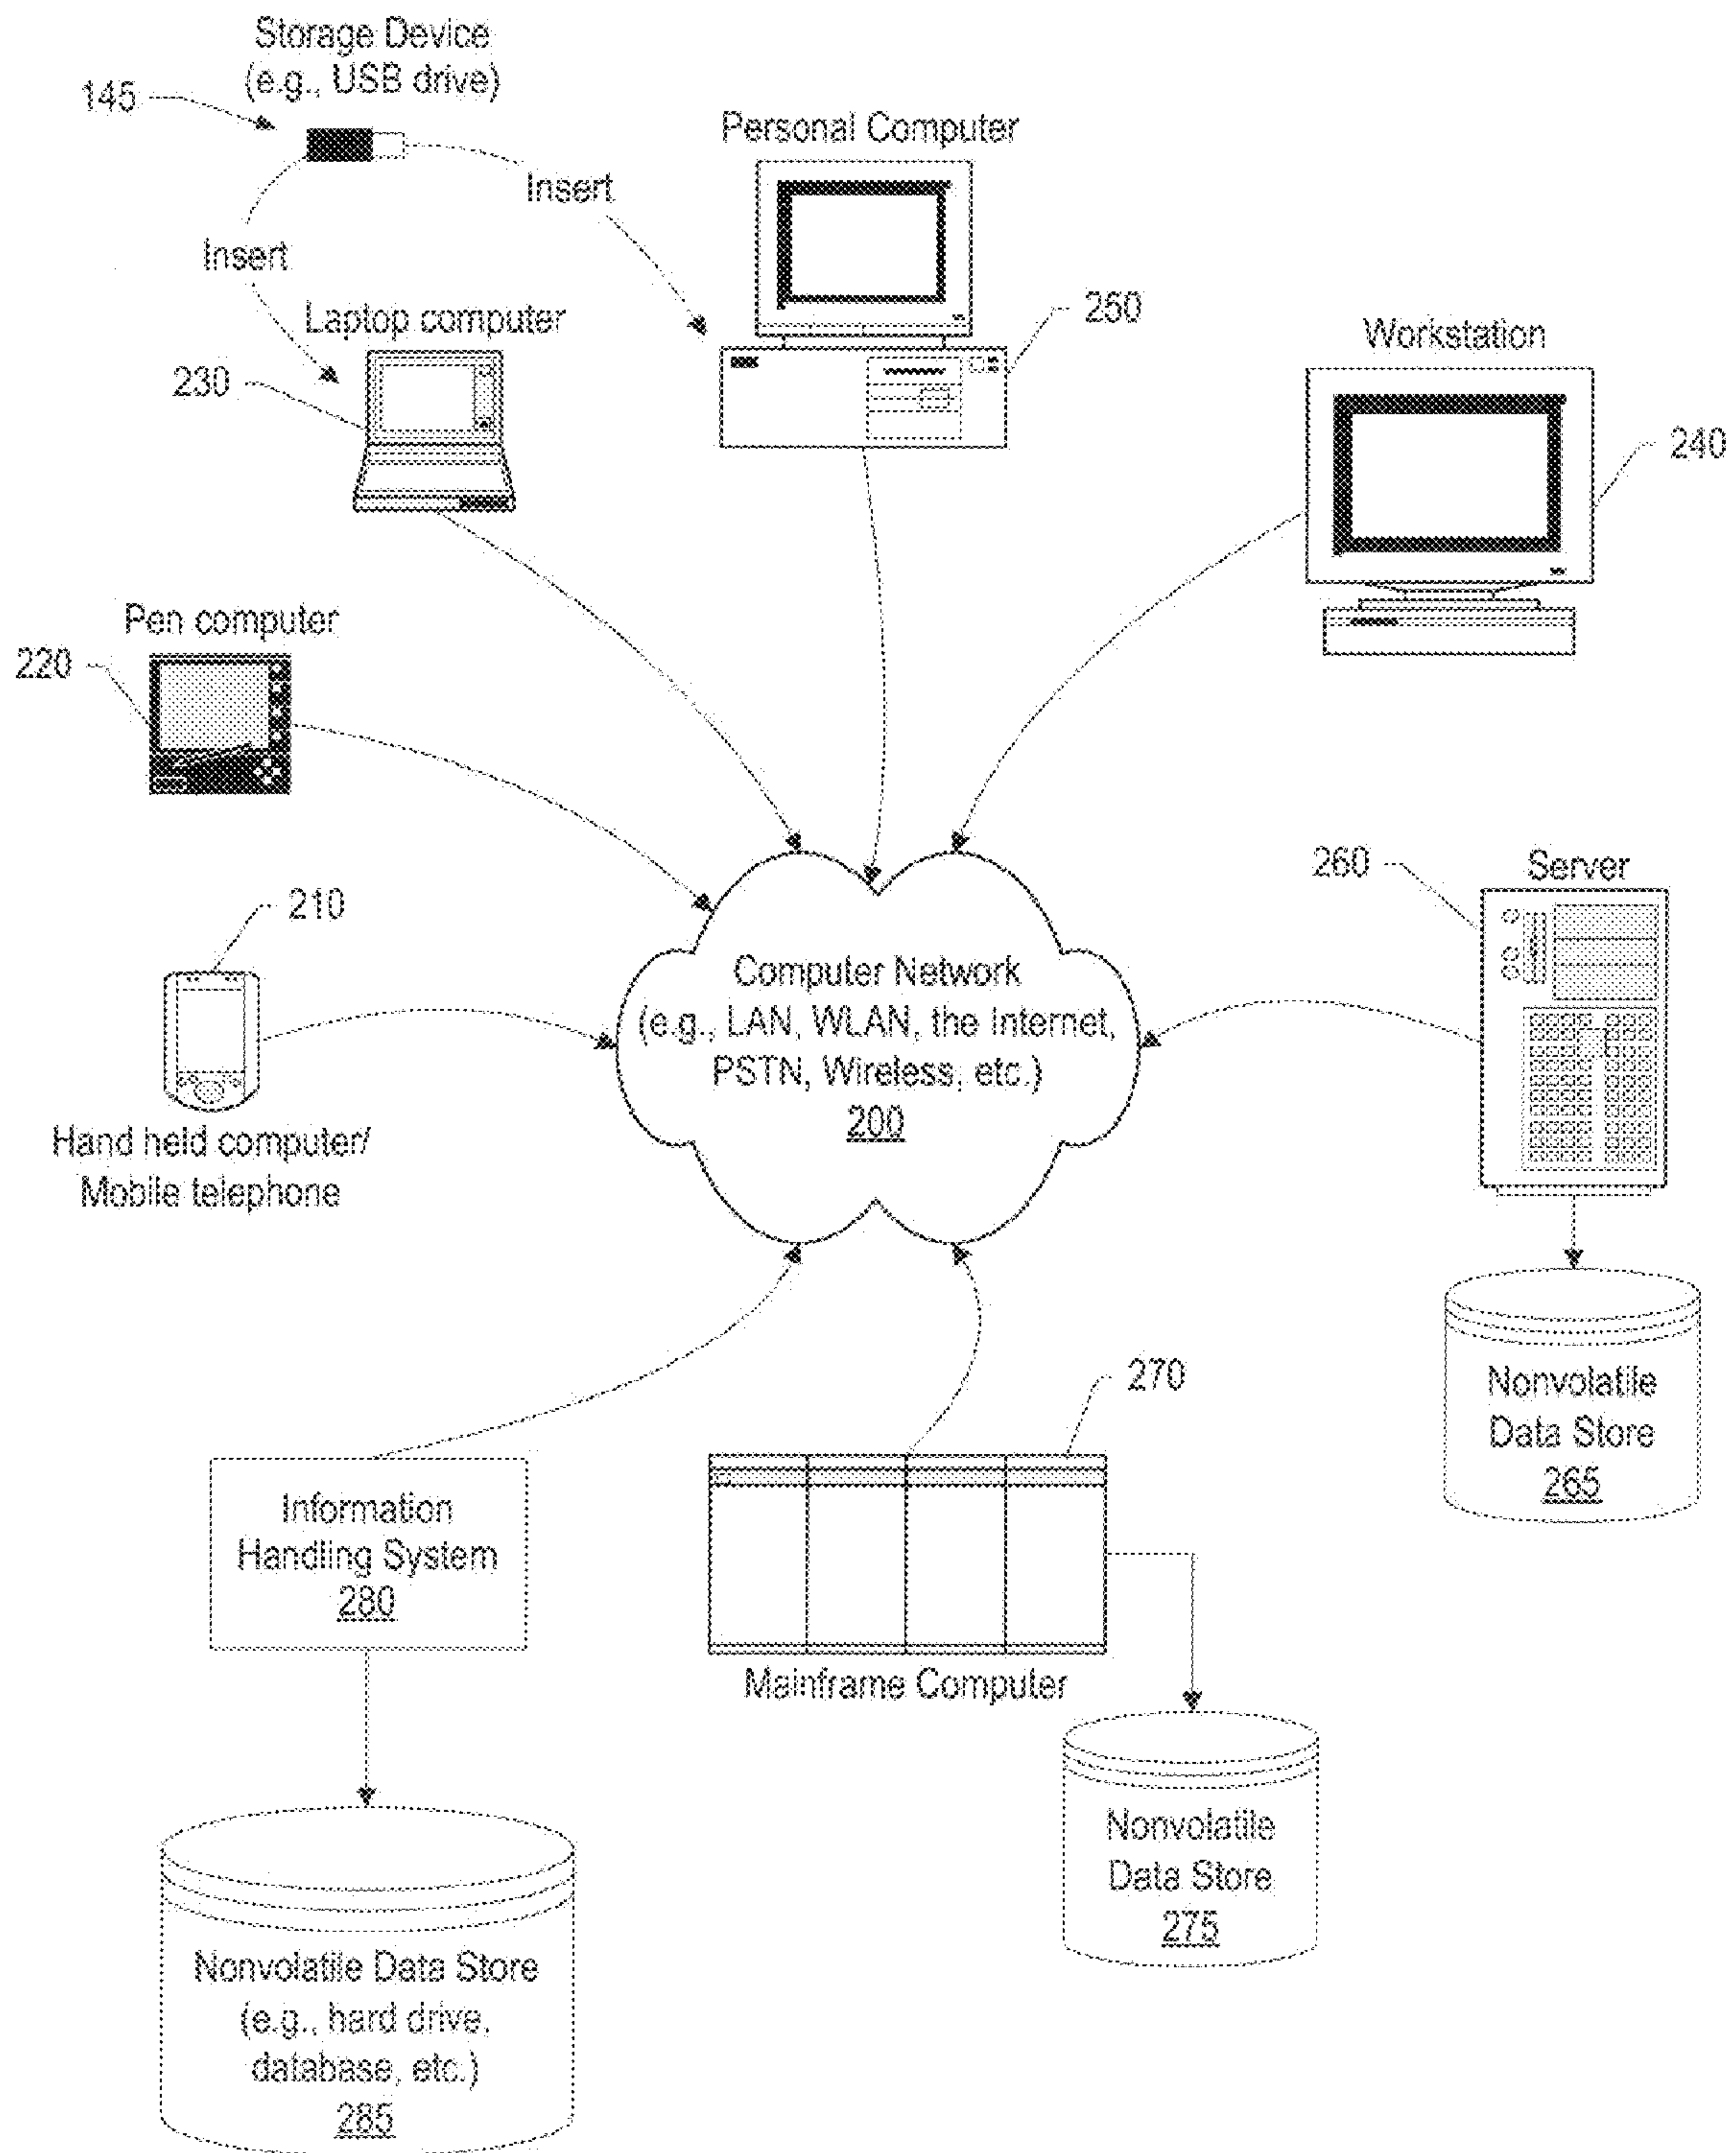 Storage Device
(e.g., USB drive)
145
Personal Computer
Insert
Insert
Laptop computer
250
Workstation
230
240
Pen computer
220
260
Server
210
Computer Network
(e.g., LAN, WLAN, the Internet,
PSTN, Wireless, etc.)
200
Hand held computer/
Mobile telephone
270
Nonvolatile
Data Store
265
Information
Handling System
280
Mainframe Computer
Nonvolatile
Data Store
275
Nonvolatile Data Store
(e.g., hard drive,
database, etc.)
285